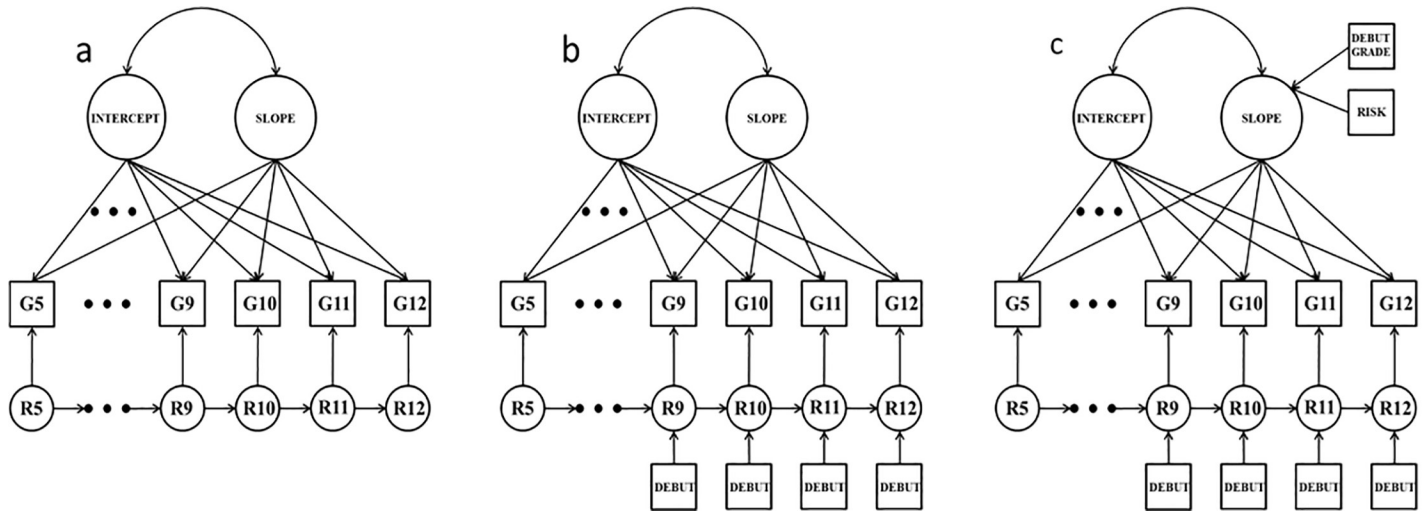 a
INTERCEPT SLOPE
G5 G9 G10 G11 G12
R5 R9 R10 R11 R12
b
INTERCEPT SLOPE
G5 G9 G10 G11 G12
R5 R9 R10 R11 R12
DEBUT DEBUT DEBUT DEBUT
c
DEBUT
GRADE
RISK
INTERCEPT SLOPE
G5 G9 G10 G11 G12
R5 R9 R10 R11 R12
DEBUT DEBUT DEBUT DEBUT